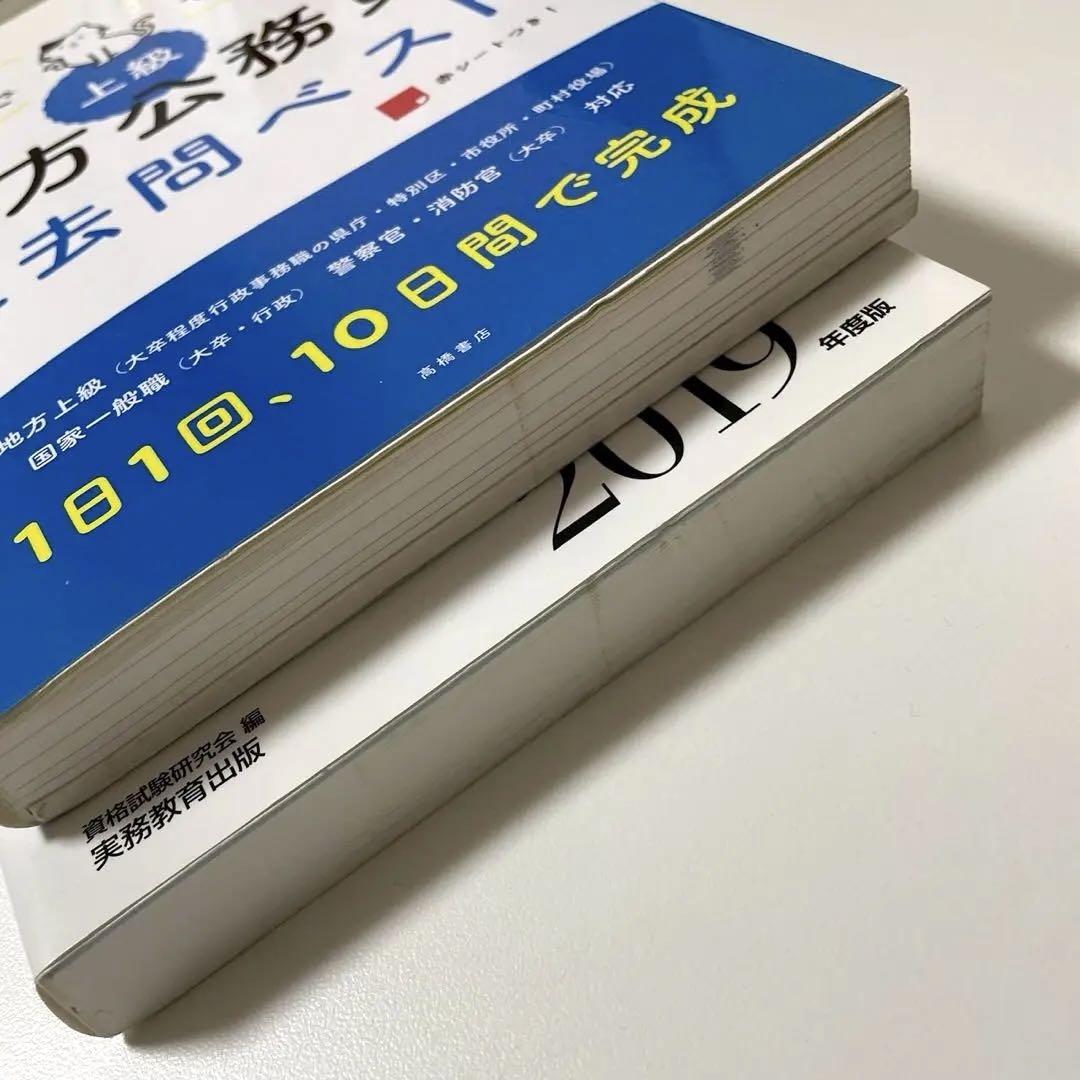 上級
方公務
去問ベスト
赤シートつき!
地方上級(大卒程度行政事務職の県庁・特別区・市役所・町村役場)
国家一般職(大卒・行政) 警察官・消防官(大卒) 対応
1日1回、10日間で完成
高橋書店
2019
年度版
資格試験研究会 編
実務教育出版